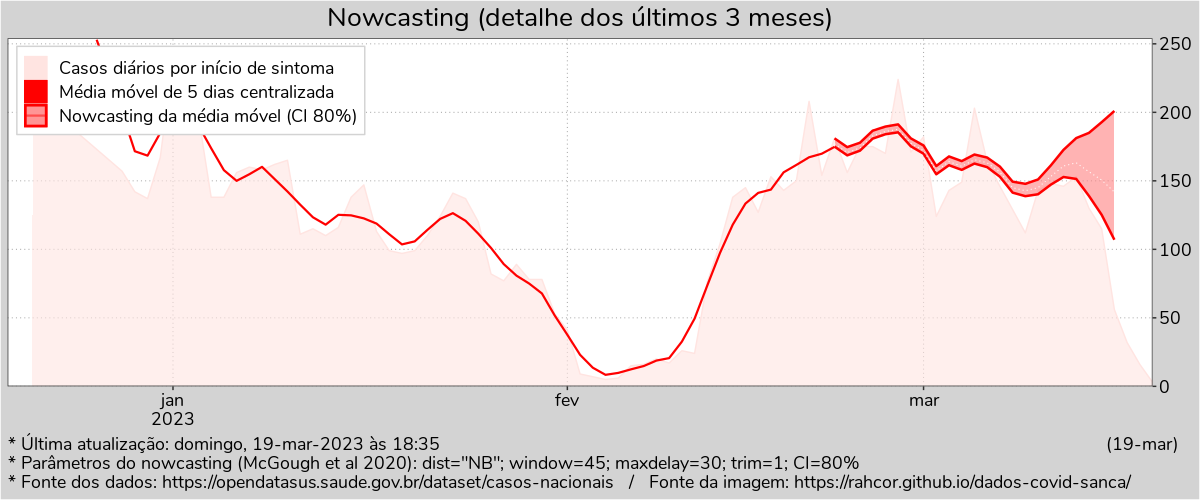 Nowcasting (detalhe dos últimos 3 meses)
Casos diários por início de sintoma
Média móvel de 5 dias centralizada
Nowcasting da média móvel (CI 80%)
250
200
150
100
50
0
jan
2023
fev
mar
* Última atualização: domingo, 19-mar-2023 às 18:35
(19-mar)
* Parâmetros do nowcasting (McGough et al 2020): dist="NB"; window=45; maxdelay=30; trim=1; CI=80%
* Fonte dos dados: https://opendatasus.saude.gov.br/dataset/casos-nacionais / Fonte da imagem: https://rahcor.github.io/dados-covid-sanca/